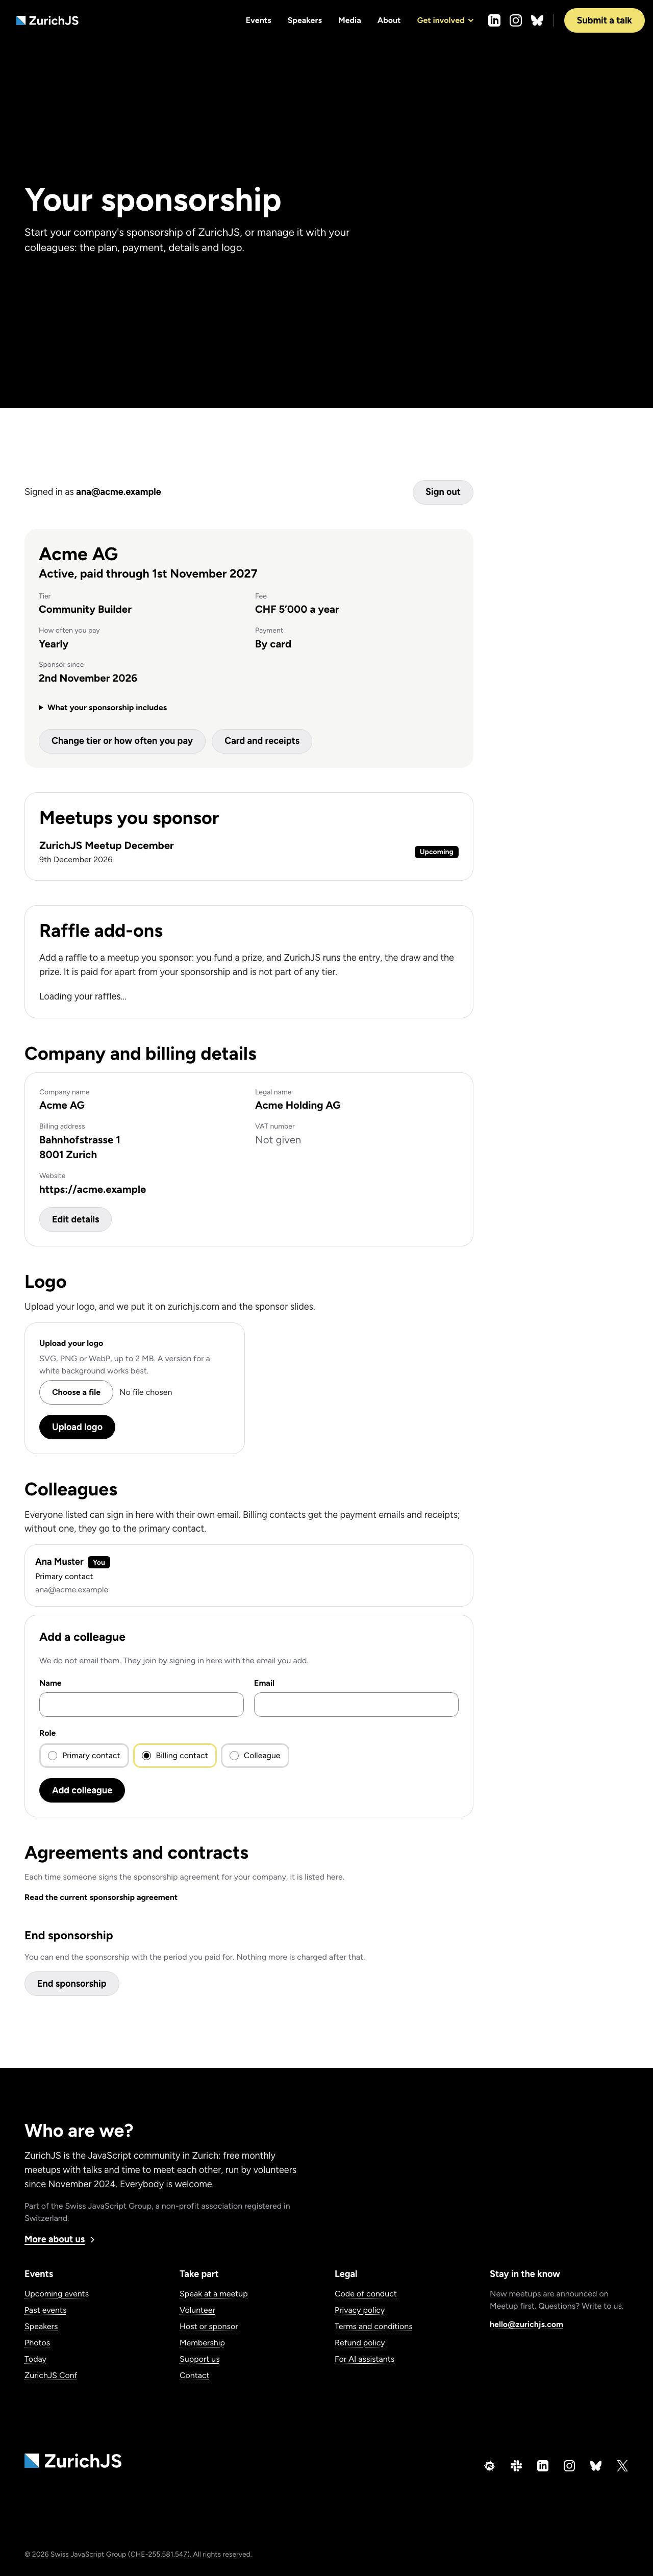 ZurichJS
Events
Speakers
Media
About
Get involved
Submit a talk
Your sponsorship
Start your company's sponsorship of ZurichJS, or manage it with your
colleagues: the plan, payment, details and logo.
Signed in as ana@acme.example
Sign out
Acme AG
Active, paid through 1st November 2027
Tier
Community Builder
Fee
CHF 5’000 a year
How often you pay
Yearly
Payment
By card
Sponsor since
2nd November 2026
What your sponsorship includes
Change tier or how often you pay
Card and receipts
Meetups you sponsor
ZurichJS Meetup December
9th December 2026
Upcoming
Raffle add-ons
Add a raffle to a meetup you sponsor: you fund a prize, and ZurichJS runs the entry, the draw and the
prize. It is paid for apart from your sponsorship and is not part of any tier.
Loading your raffles…
Company and billing details
Company name
Acme AG
Legal name
Acme Holding AG
Billing address
Bahnhofstrasse 1
8001 Zurich
VAT number
Not given
Website
https://acme.example
Edit details
Logo
Upload your logo, and we put it on zurichjs.com and the sponsor slides.
Upload your logo
SVG, PNG or WebP, up to 2 MB. A version for a
white background works best.
Choose a file
No file chosen
Upload logo
Colleagues
Everyone listed can sign in here with their own email. Billing contacts get the payment emails and receipts;
without one, they go to the primary contact.
Ana Muster
You
Primary contact
ana@acme.example
Add a colleague
We do not email them. They join by signing in here with the email you add.
Name
Email
Role
Primary contact
Billing contact
Colleague
Add colleague
Agreements and contracts
Each time someone signs the sponsorship agreement for your company, it is listed here.
Read the current sponsorship agreement
End sponsorship
You can end the sponsorship with the period you paid for. Nothing more is charged after that.
End sponsorship
Who are we?
ZurichJS is the JavaScript community in Zurich: free monthly
meetups with talks and time to meet each other, run by volunteers
since November 2024. Everybody is welcome.
Part of the Swiss JavaScript Group, a non-profit association registered in
Switzerland.
More about us
Events
Upcoming events
Past events
Speakers
Photos
Today
ZurichJS Conf
Take part
Speak at a meetup
Volunteer
Host or sponsor
Membership
Support us
Contact
Legal
Code of conduct
Privacy policy
Terms and conditions
Refund policy
For AI assistants
Stay in the know
New meetups are announced on
Meetup first. Questions? Write to us.
hello@zurichjs.com
ZurichJS
© 2026 Swiss JavaScript Group (CHE-255.581.547). All rights reserved.